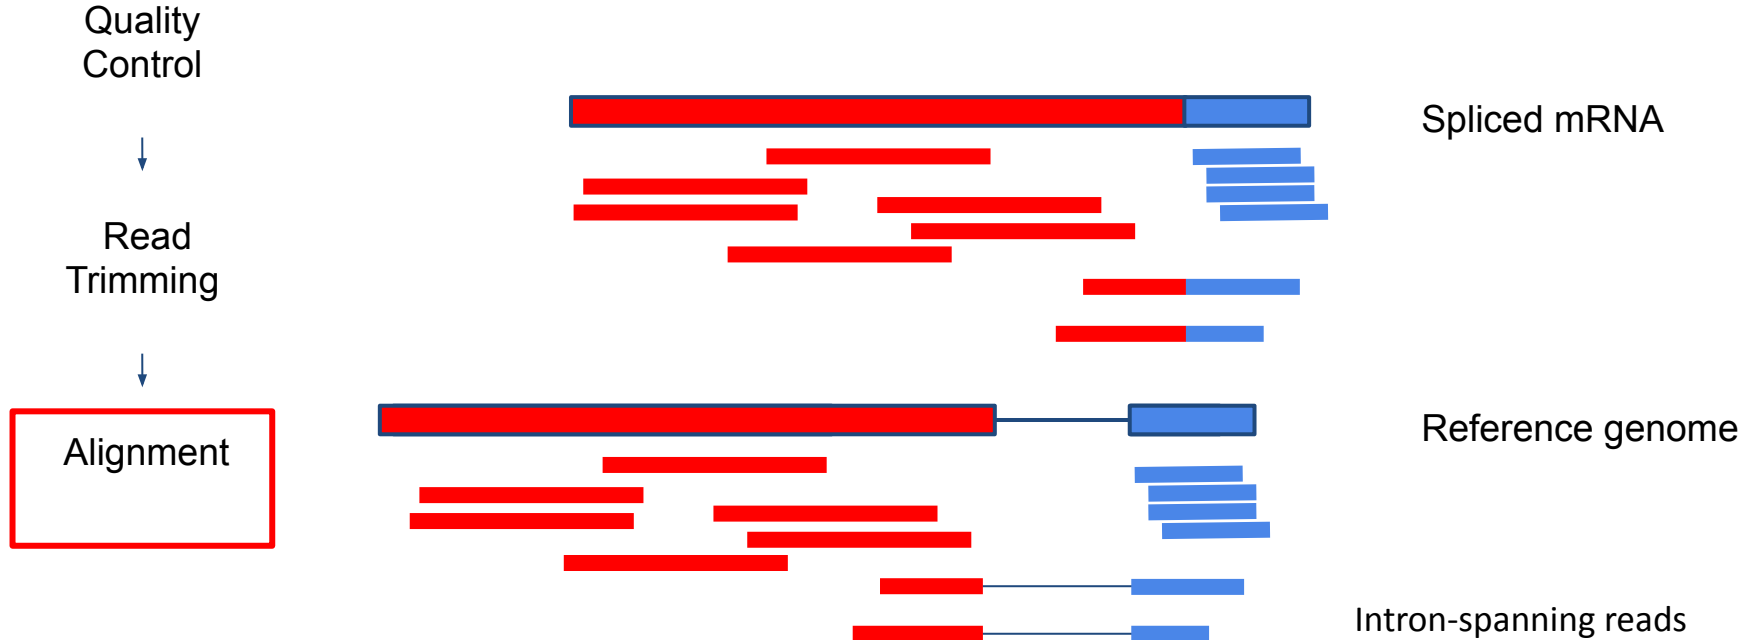 Quality
Control
Read
Trimming
Alignment
Spliced mRNA
Reference genome
Intron-spanning reads